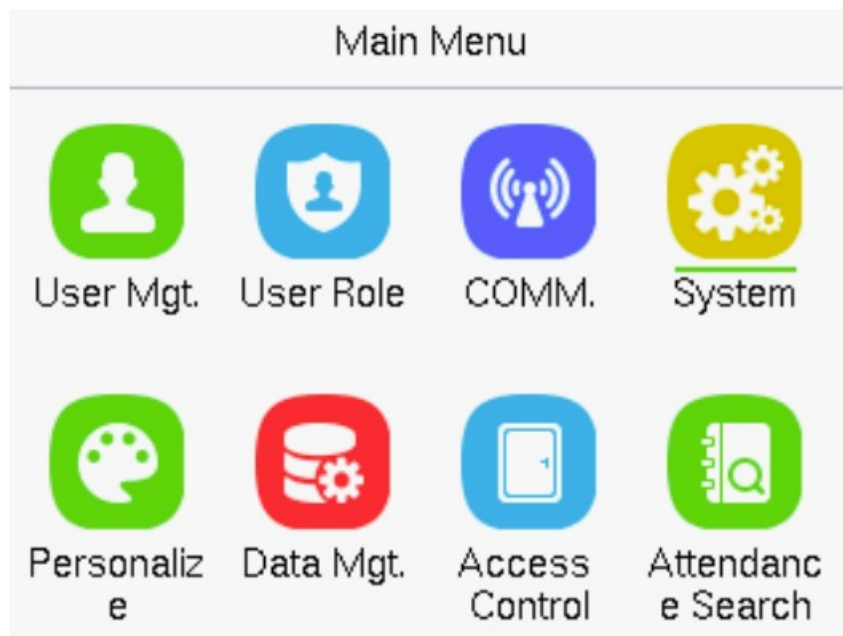 Main Menu
User Mgt.
User Role
COMM.
System
Personaliz
e
Data Mgt.
Access
Control
Attendanc
e Search